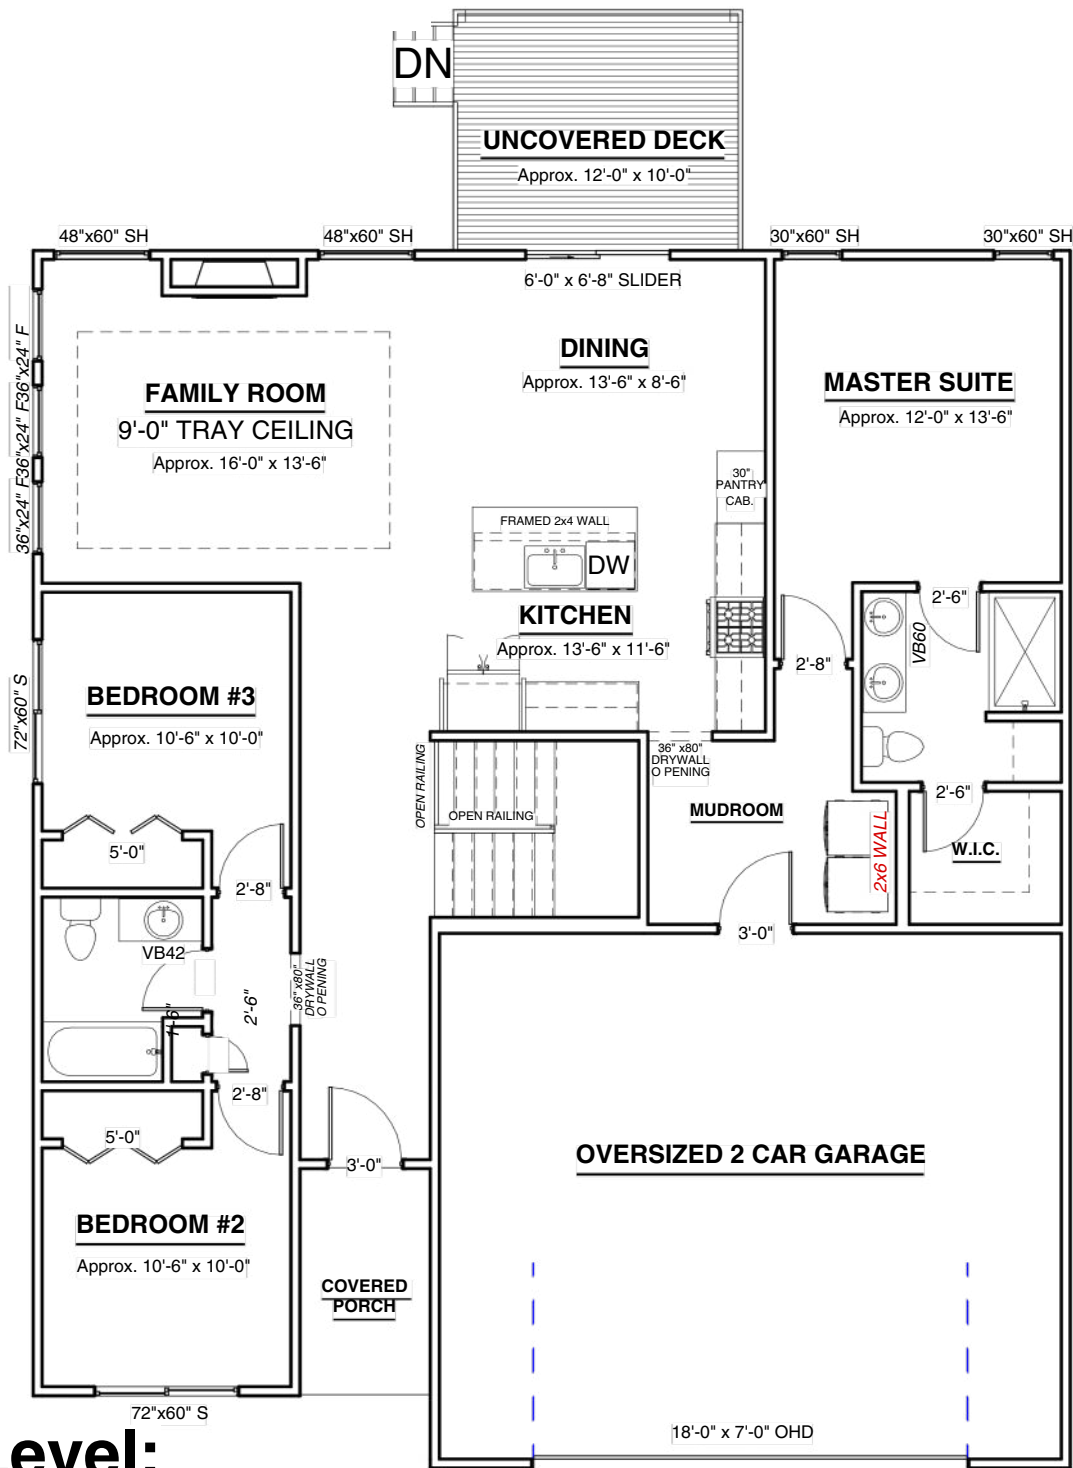 DN
UNCOVERED DECK
Approx. 12'-0" x 10'-0"
48"x60" SH
48"x60" SH
30"x60" SH
30"x60" SH
6'-0" x 6'-8" SLIDER
36"x24" F
36"x24" F
36"x24" F
FAMILY ROOM
9'-0" TRAY CEILING
Approx. 16'-0" x 13'-6"
DINING
Approx. 13'-6" x 8'-6"
MASTER SUITE
Approx. 12'-0" x 13'-6"
30"
PANTRY
CAB.
FRAMED 2x4 WALL
DW
KITCHEN
Approx. 13'-6" x 11'-6"
2'-6"
VB60
2'-8"
72"x60" S
BEDROOM #3
Approx. 10'-6" x 10'-0"
36" x80"
DRYWALL
O PENING
OPEN RAILING
OPEN RAILING
MUDROOM
2x6 WALL
2'-6"
W.I.C.
5'-0"
2'-8"
3'-0"
VB42
36" x80"
DRYWALL
O PENING
2'-6"
1'-6"
2'-8"
5'-0"
3'-0"
OVERSIZED 2 CAR GARAGE
BEDROOM #2
Approx. 10'-6" x 10'-0"
COVERED
PORCH
72"x60" S
18'-0" x 7'-0" OHD
evel: